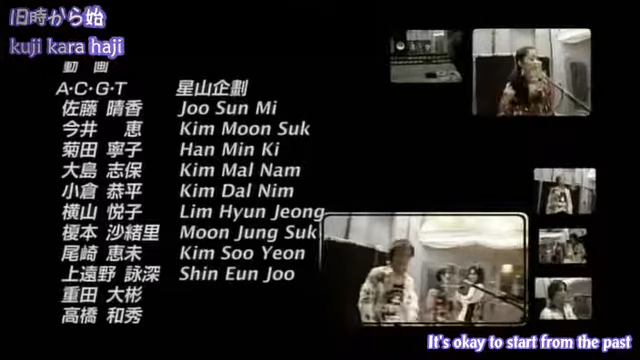 旧時から始
kuji kara haji
動 画
A·C·G·T 星山企劃
佐藤 晴香 Joo Sun Mi
今井 恵 Kim Moon Suk
菊田 寧子 Han Min Ki
大島 志保 Kim Mal Nam
小倉 恭平 Kim Dal Nim
横山 悦子 Lim Hyun Jeong
榎本 沙緒里 Moon Jung Suk
尾崎 恵未 Kim Soo Yeon
上遠野 詠深 Shin Eun Joo
重田 大彬
高橋 和秀
It's okay to start from the past